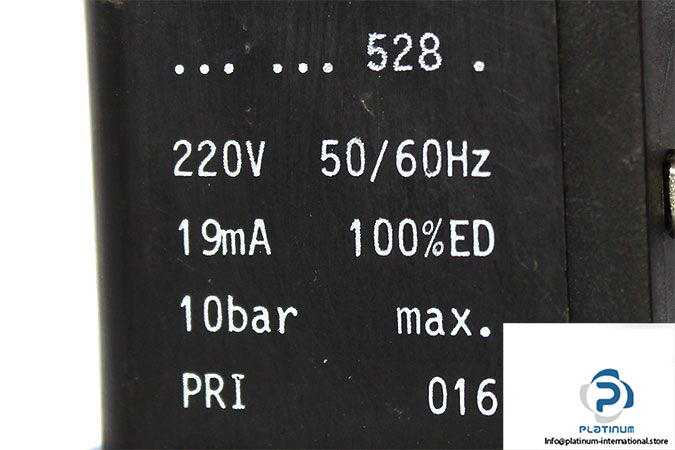 ... ... 528 .
220V 50/60Hz
19mA 100%ED
10bar max.
PRI 016
PLATINUM
Info@platinum-international.store